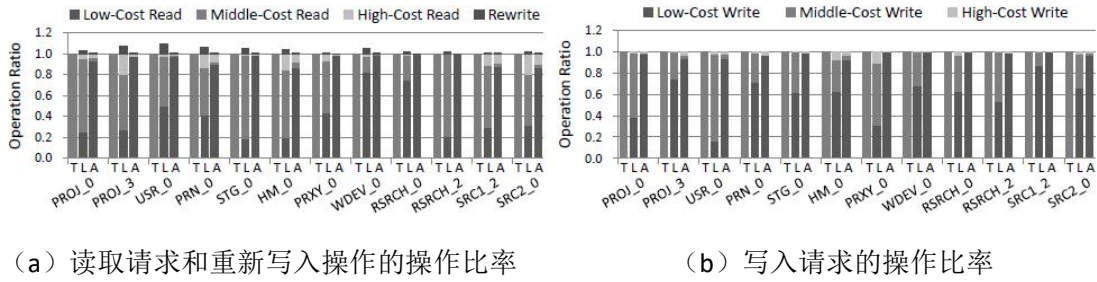 Low-Cost Read Middle-Cost Read High-Cost Read Rewrite
Operation Ratio
1.2
1.0
0.8
0.6
0.4
0.2
0.0
T L A T L A T L A T L A T L A T L A T L A T L A T L A T L A T L A T L A
PROJ_0 PROJ_3 USR_0 PRN_0 STG_0 HM_0 PRXY_0 WDEV_0 RSRCH_0 RSRCH_2 SRC1_2 SRC2_0
(a)读取请求和重新写入操作的操作比率
Low-Cost Write Middle-Cost Write High-Cost Write
Operation Ratio
1.2
1.0
0.8
0.6
0.4
0.2
0.0
T L A T L A T L A T L A T L A T L A T L A T L A T L A T L A T L A T L A
PROJ_0 PROJ_3 USR_0 PRN_0 STG_0 HM_0 PRXY_0 WDEV_0 RSRCH_0 RSRCH_2 SRC1_2 SRC2_0
(b)写入请求的操作比率